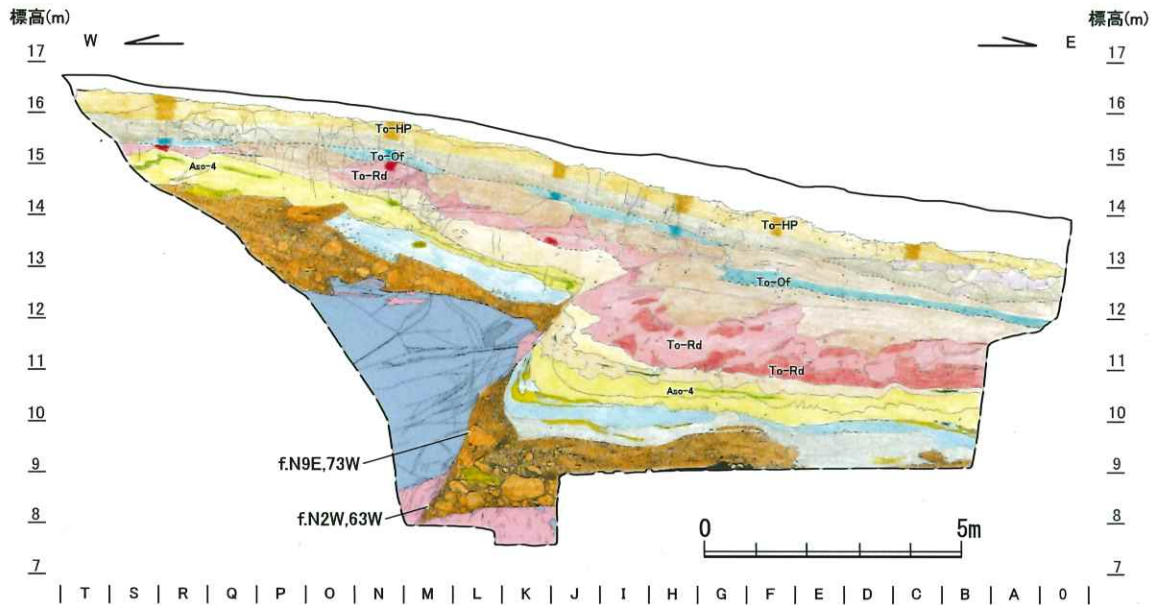 標高(m)
標高(m)
W
E
17
16
15
14
13
12
11
10
9
8
7
17
16
15
14
13
12
11
10
9
8
7
To-HP
To-Of
To-Rd
Aso-4
To-HP
To-Of
To-Rd
To-Rd
Aso-4
f.N9E,73W
f.N2W,63W
0
5m
T | S | R | Q | P | O | N | M | L | K | J | I | H | G | F | E | D | C | B | A | 0